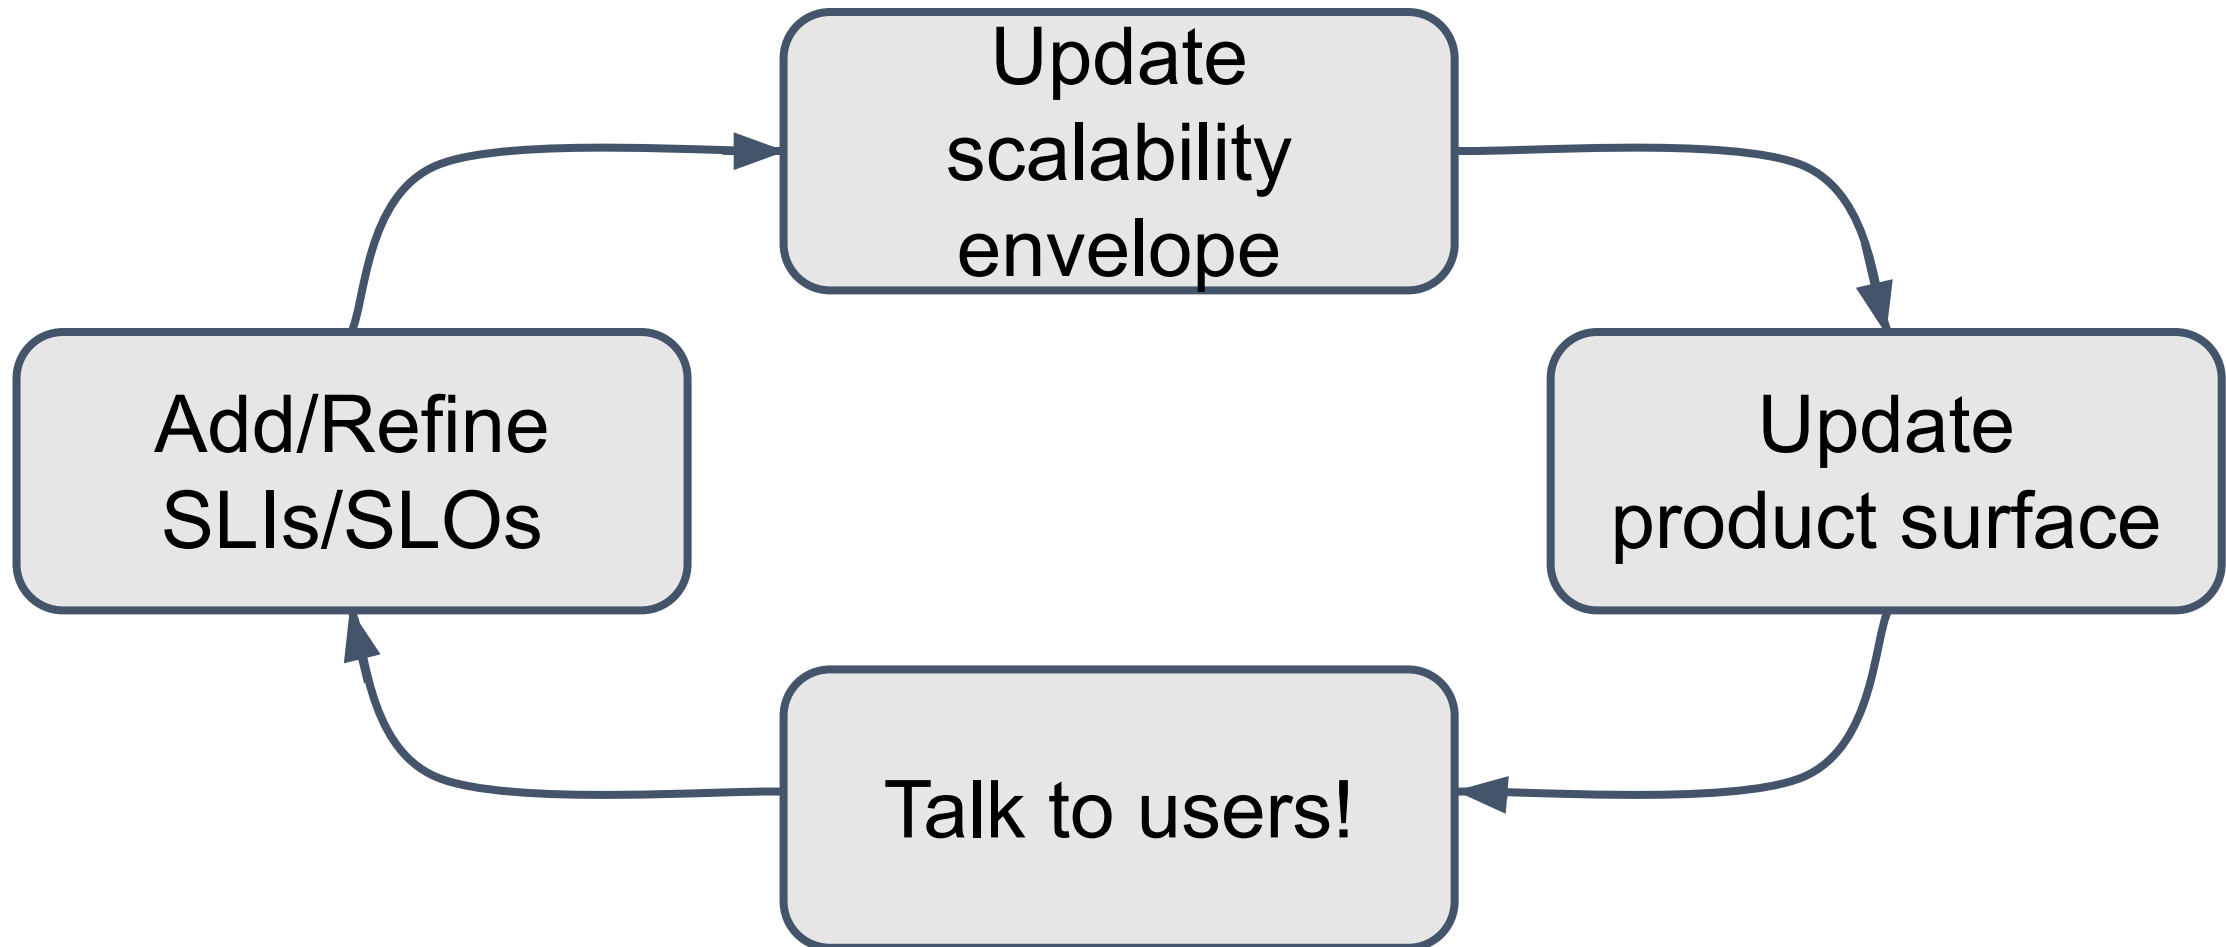 Update
scalability
envelope
Add/Refine
SLIs/SLOs
Update
product surface
Talk to users!